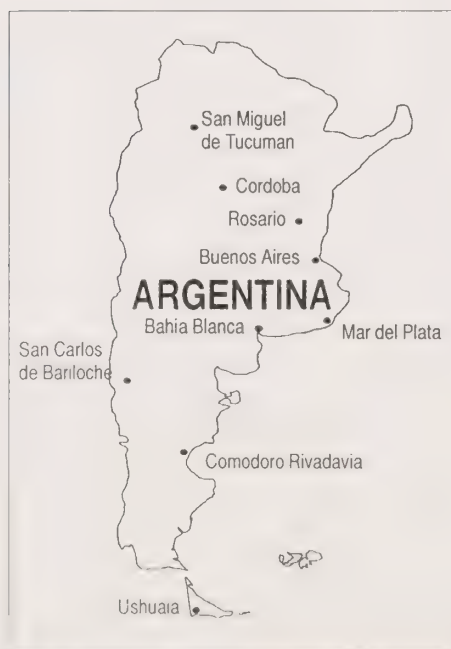 San Miguel
de Tucuman
Cordoba
Rosario
Buenos Aires
ARGENTINA
Bahia Blanca
Mar del Plata
San Carlos
de Bariloche
Comodoro Rivadavia
Ushuaia